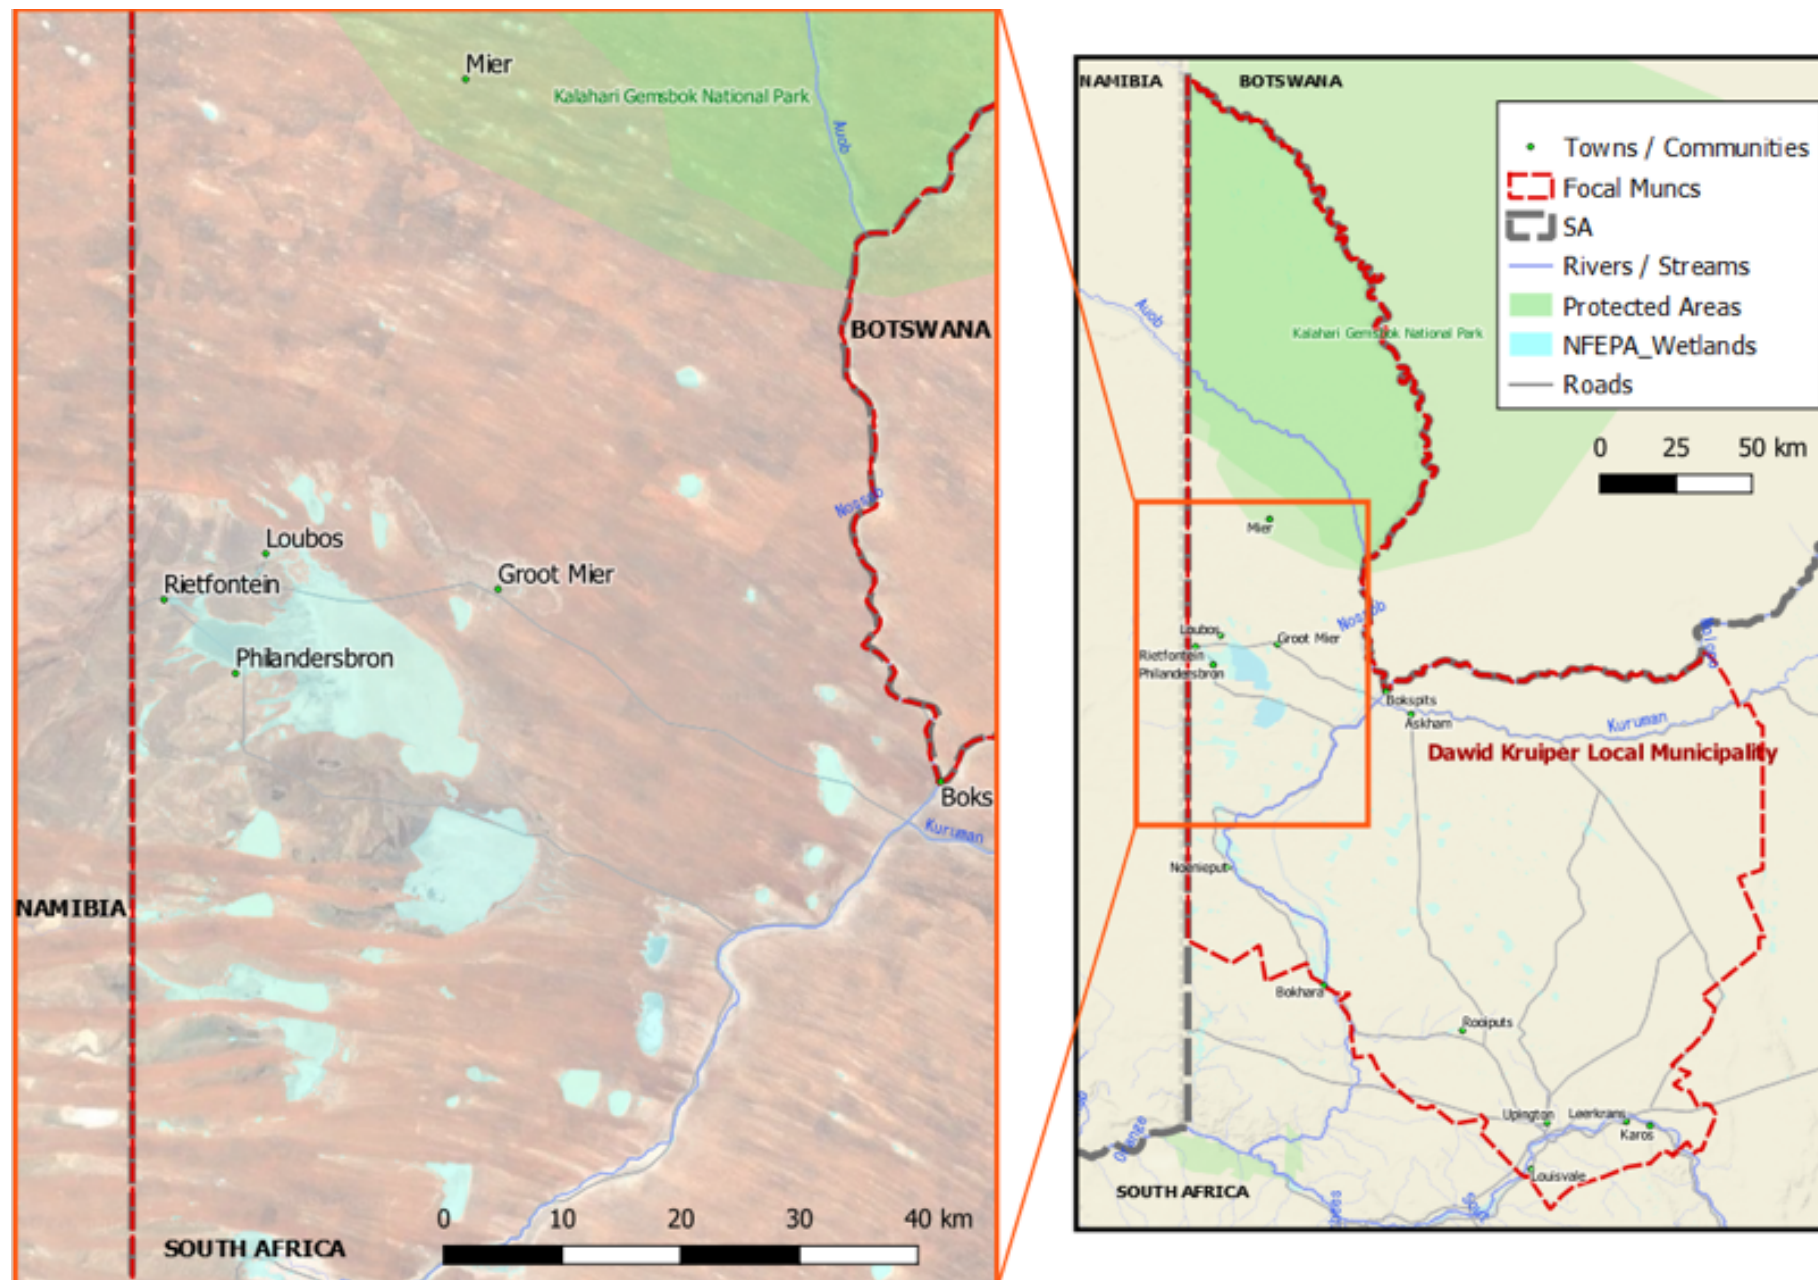 Mier
Kalahari Gemsbok National Park
Auob
BOTSWANA
Nossob
Loubos
Rietfontein
Groot Mier
Philandersbron
Boks
Kuruman
NAMIBIA
0 10 20 30 40 km
SOUTH AFRICA
NAMIBIA
BOTSWANA
Towns / Communities
Focal Muncs
SA
Rivers / Streams
Protected Areas
NFEPA_Wetlands
Roads
0 25 50 km
Auob
Kalahari Gemsbok National Park
Mier
Nossob
Loubos
Groot Mier
Rietfontein
Philandersbron
Bokspits
Askham
Kuruman
Molopo
Dawid Kruiper Local Municipality
Noenieput
Bokhara
Rooiputs
Upington
Leerkrans
Karos
Louisvale
Orange
SOUTH AFRICA